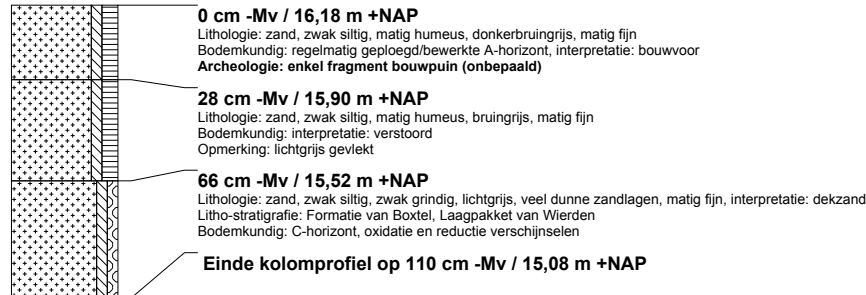 0 cm -Mv / 16,18 m +NAP
Lithologie: zand, zwak siltig, matig humeus, donkerbruingrijs, matig fijn
Bodemkundig: regelmatig geploegd/bewerkte A-horizont, interpretatie: bouwvoor
Archeologie: enkel fragment bouwpuin (onbepaald)
28 cm -Mv / 15,90 m +NAP
Lithologie: zand, zwak siltig, matig humeus, bruingrijs, matig fijn
Bodemkundig: interpretatie: verstoord
Opmerking: lichtgrijs gevlekt
66 cm -Mv / 15,52 m +NAP
Lithologie: zand, zwak siltig, zwak grindig, lichtgrijs, veel dunne zandlagen, matig fijn, interpretatie: dekzand
Litho-stratigrafie: Formatie van Boxtel, Laagpakket van Wierden
Bodemkundig: C-horizont, oxidatie en reductie verschijnselen
Einde kolomprofiel op 110 cm -Mv / 15,08 m +NAP